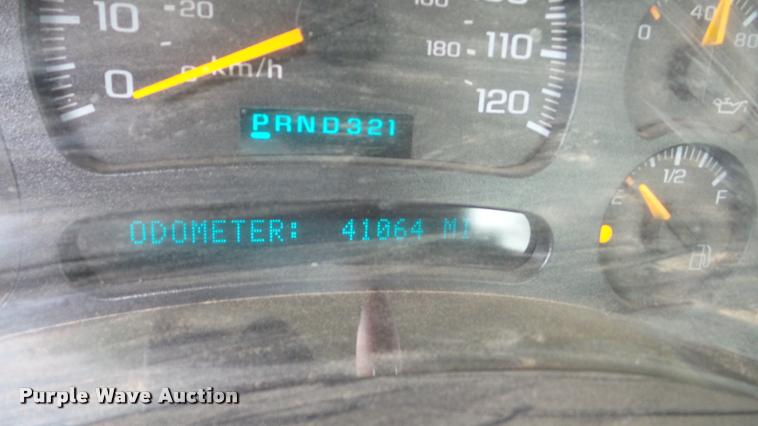 10 20
100 40
0 km/h 180 110 0 80
120
PRND321
1/2
F
ODOMETER: 41064 MI
Purple Wave Auction